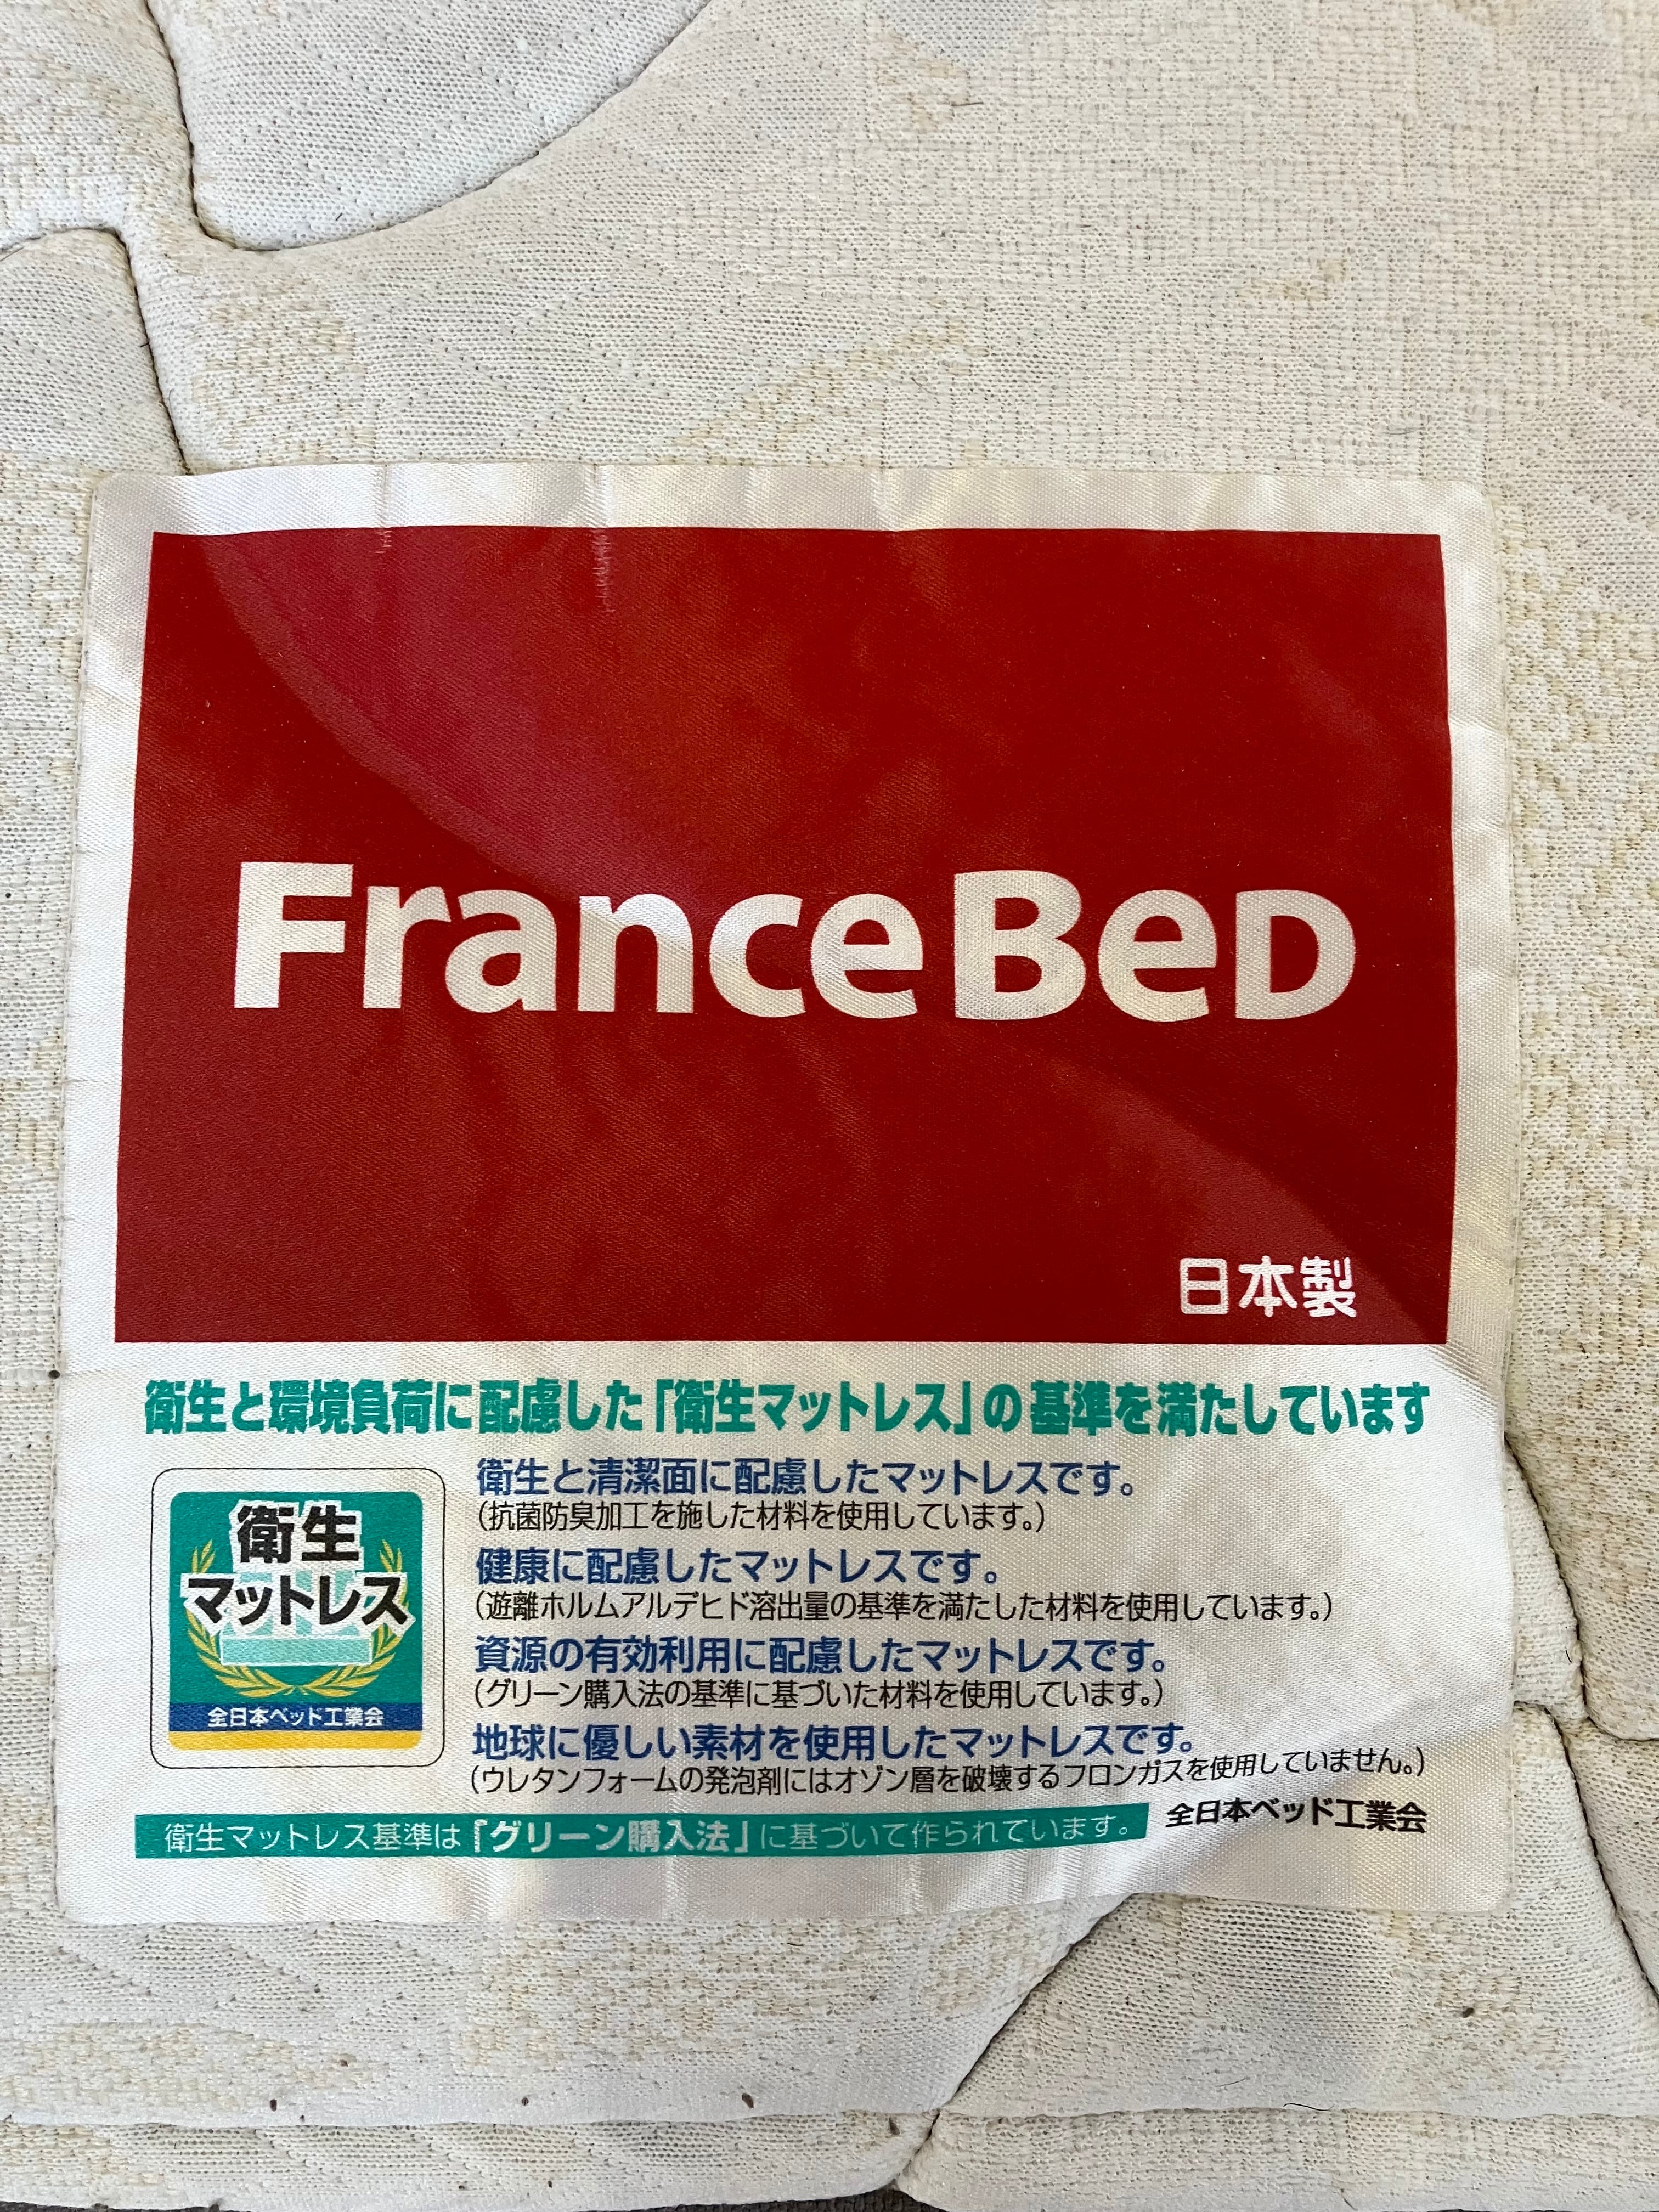 FranceBeD
日本製
衛生と環境負荷に配慮した「衛生マットレス」の基準を満たしています
衛生
マットレス
全日本ベッド工業会
衛生と清潔面に配慮したマットレスです。
（抗菌防臭加工を施した材料を使用しています。）
健康に配慮したマットレスです。
（遊離ホルムアルデヒド溶出量の基準を満たした材料を使用しています。）
資源の有効利用に配慮したマットレスです。
（グリーン購入法の基準に基づいた材料を使用しています。）
地球に優しい素材を使用したマットレスです。
（ウレタンフォームの発泡剤にはオゾン層を破壊するフロンガスを使用していません。）
衛生マットレス基準は「グリーン購入法」に基づいて作られています。
全日本ベッド工業会